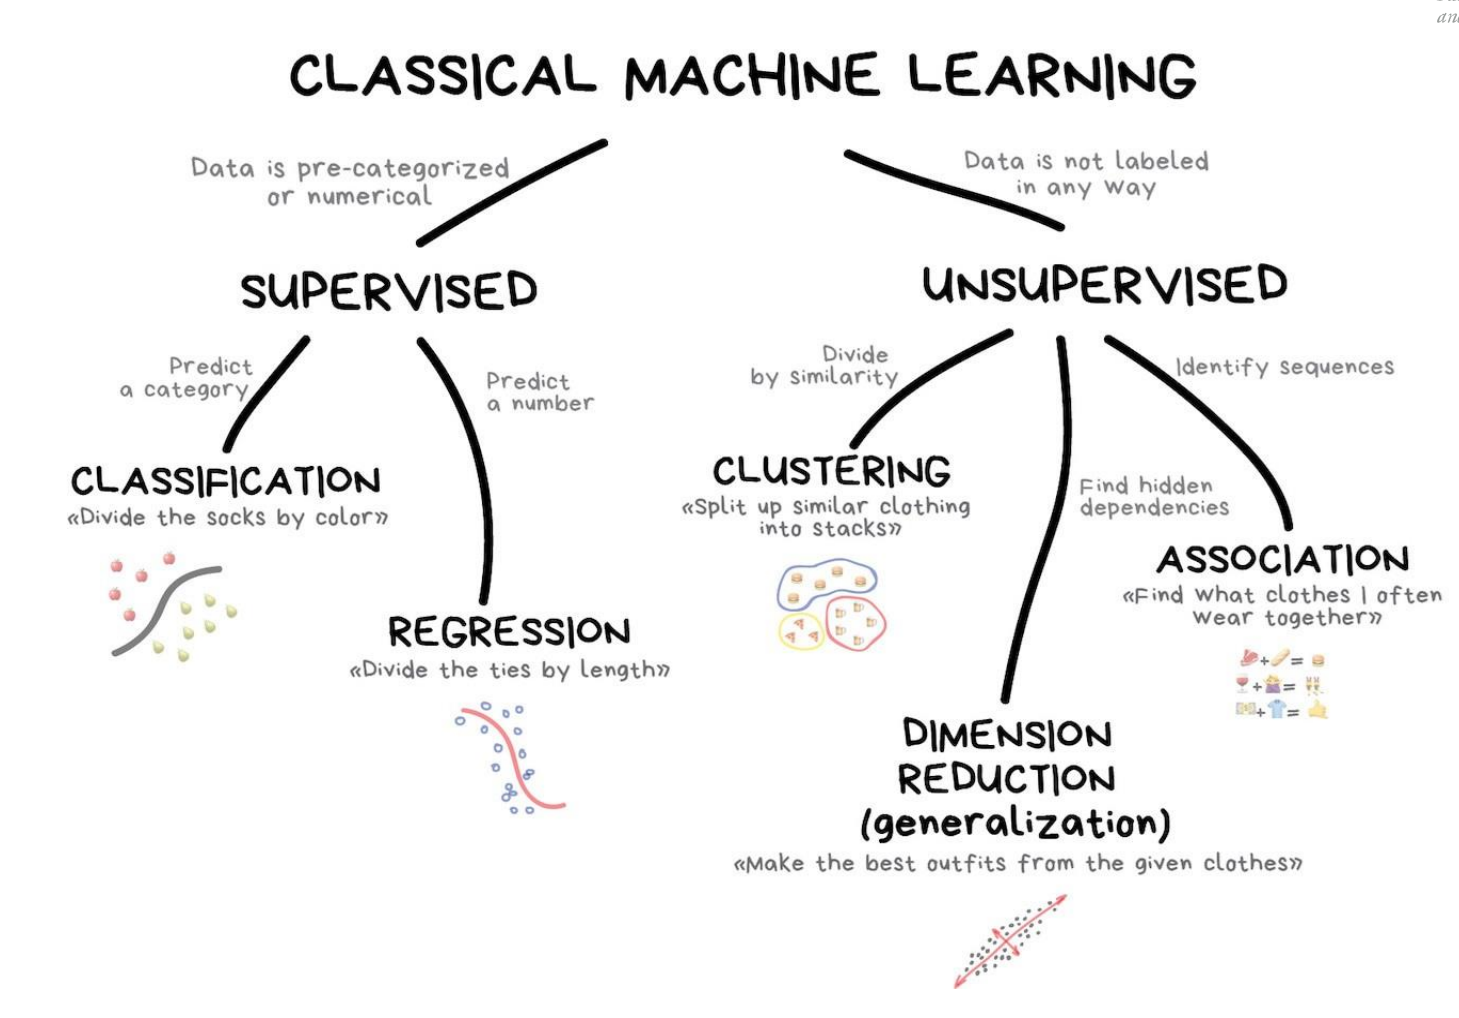 CLASSICAL MACHINE LEARNING
Data is pre-categorized
or numerical
Data is not labeled
in any way
SUPERVISED
UNSUPERVISED
Predict
a category
Predict
a number
Divide
by similarity
Identify sequences
CLASSIFICATION
«Divide the socks by color»
CLUSTERING
«Split up similar clothing
into stacks»
Find hidden
dependencies
ASSOCIATION
«Find what clothes I often
wear together»
REGRESSION
«Divide the ties by length»
+ =
+ =
+ =
DIMENSION
REDUCTION
(generalization)
«Make the best outfits from the given clothes»